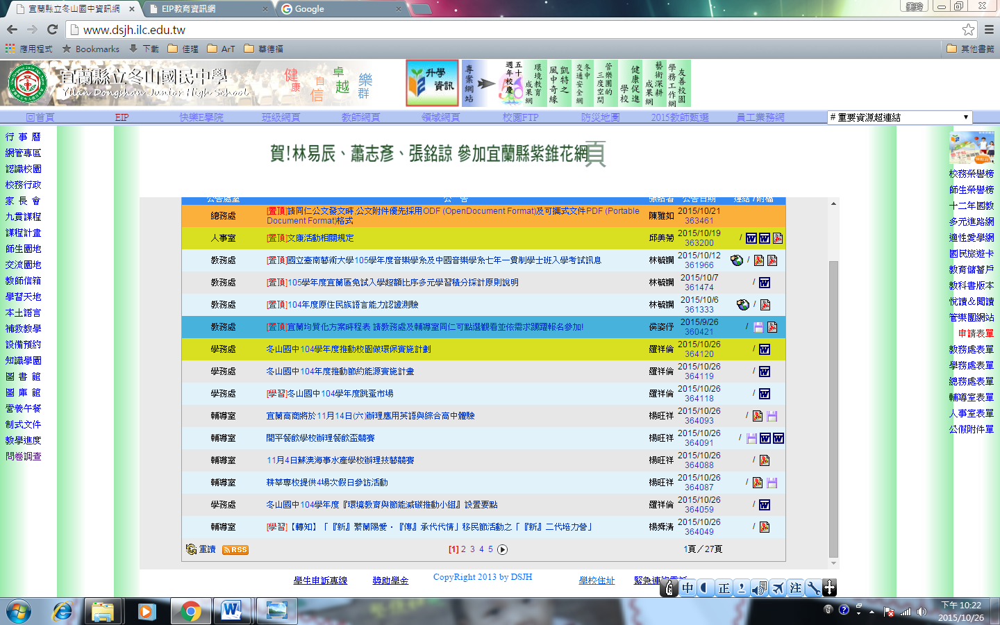 宜蘭縣立冬山國中資訊網
EIP教育資訊網
Google
美玲
www.dsjh.ilc.edu.tw
應用程式 Bookmarks 下載 佳瑾 ArT 華德福 其他書籤
宜蘭縣立冬山國民中學
Yilan Dongshan Junior High School
健康 自信 卓越 樂群
升學資訊
專案網站
五十週年校慶
環境教育成果網
凱特之風中奇緣
冬中交通安全網
管樂團的三度空間
健康促進學校
藝術深耕成果網
友善校園學務工作網
回首頁 EIP 快樂E學院 班級網頁 教師網頁 領域網頁 校園FTP 防災地圖 2015教師甄選 員工業務網 # 重要資源超連結
行 事 曆
網管專區
認識校園
校務行政
家 長 會
九貫課程
課程計畫
師生園地
交流園地
教師信箱
學習天地
本土語言
補救教學
設備預約
知識學園
圖 書 館
圖 庫 館
營養午餐
制式文件
教學進度
問卷調查
賀!林易辰、蕭志彥、張銘諒 參加宜蘭縣紫錐花網頁
公告處室 公 告 張貼者 公告日期 連結 / 附檔
總務處 [置頂]請同仁公文發文時,公文附件優先採用ODF (OpenDocument Format)及可攜式文件PDF (Portable Document Format)格式 陳雅如 2015/10/21 363461
人事室 [置頂]文康活動相關規定 邱美菊 2015/10/19 363200 /
教務處 [置頂]國立臺南藝術大學105學年度音樂學系及中國音樂學系七年一貫制學士班入學考試訊息 林毓嫻 2015/10/12 361966 /
教務處 [置頂]105學年度宜蘭區免試入學超額比序多元學習積分採計原則說明 林毓嫻 2015/10/7 361474 /
教務處 [置頂]104年度原住民族語言能力認證測驗 林毓嫻 2015/10/6 361333 /
教務處 [置頂]宜蘭均質化方案時程表 請教務處及輔導室同仁可點選觀看並依需求踴躍報名參加! 侯姿伃 2015/9/26 360421 /
學務處 冬山國中104學年度推動校園做環保實施計劃 羅祥倫 2015/10/26 364120 /
學務處 冬山國中104年度推動節約能源實施計畫 羅祥倫 2015/10/26 364119 /
學務處 [學習]冬山國中104學年度跳蚤市場 羅祥倫 2015/10/26 364118 /
輔導室 宜蘭高商將於11月14日(六)辦理應用英語與綜合高中體驗 楊旺祥 2015/10/26 364093 /
輔導室 開平餐飲學校辦理餐飲盃競賽 楊旺祥 2015/10/26 364091 /
輔導室 11月4日蘇澳海事水產學校辦理技藝競賽 楊旺祥 2015/10/26 364088 /
輔導室 耕莘專校提供4場次假日參訪活動 楊旺祥 2015/10/26 364087 /
學務處 冬山國中104學年度『環境教育與節能減碳推動小組』設置要點 羅祥倫 2015/10/26 364059 /
輔導室 [學習]【轉知】「『新』繁蘭陽愛‧『傳』承代代情」移民節活動之「『新』二代培力營」 楊舜清 2015/10/26 364049 /
重讀 RSS [1] 2 3 4 5 1頁／27頁
校務榮譽榜
師生榮譽榜
十二年國教
多元進路網
適性愛學網
國民旅遊卡
教育儲蓄戶
教科書版本
悅讀&閱讀
管樂團網站
申請表單
教務處表單
學務處表單
總務處表單
輔導室表單
人事室表單
公假附件單
學生申訴專線 獎助學金 CopyRight 2013 by DSJH 學校住址 緊急連絡電話
中 正 注
下午 10:22
2015/10/26